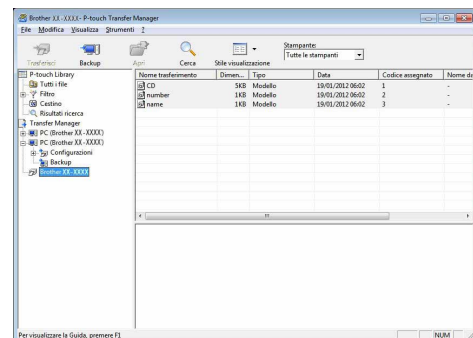 Brother XX-XXXX- P-touch Transfer Manager
File Modifica Visualizza Strumenti ?
Trasferisci Backup Apri Cerca Stile visualizzazione
Stampante:
Tutte le stampanti
P-touch Library
Tutti i file
Filtro
Cestino
Risultati ricerca
Transfer Manager
PC (Brother XX-XXXX)
PC (Brother XX-XXXX)
Configurazioni
Backup
Brother XX-XXXX
Nome trasferimento Dimen... Tipo Data Codice assegnato Nome da
CD 5KB Modello 19/01/2012 06:02 1 -
number 1KB Modello 19/01/2012 06:02 2 -
name 1KB Modello 19/01/2012 06:02 3 -
Per visualizzare la Guida, premere F1
NUM